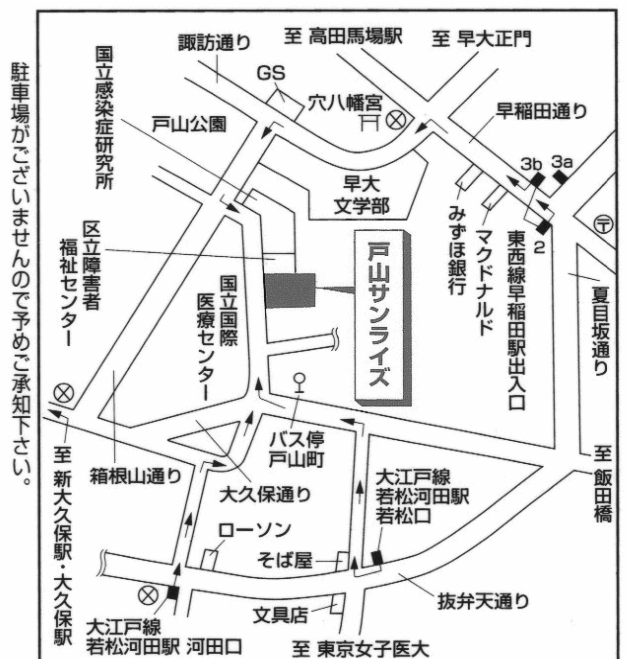 諏訪通り
至 高田馬場駅
至 早大正門
GS
穴八幡宮
早稲田通り
国立感染症研究所
戸山公園
駐車場がございませんので予めご承知下さい。
早大
文学部
3b
3a
2
みずほ銀行
マクドナルド
東西線早稲田駅出入口
〒
夏目坂通り
区立障害者
福祉センター
国立国際
医療センター
戸山サンライズ
バス停
戸山町
至 飯田橋
至 新大久保駅・大久保駅
箱根山通り
大久保通り
大江戸線
若松河田駅
若松口
ローソン
そば屋
文具店
抜弁天通り
大江戸線
若松河田駅 河田口
至 東京女子医大